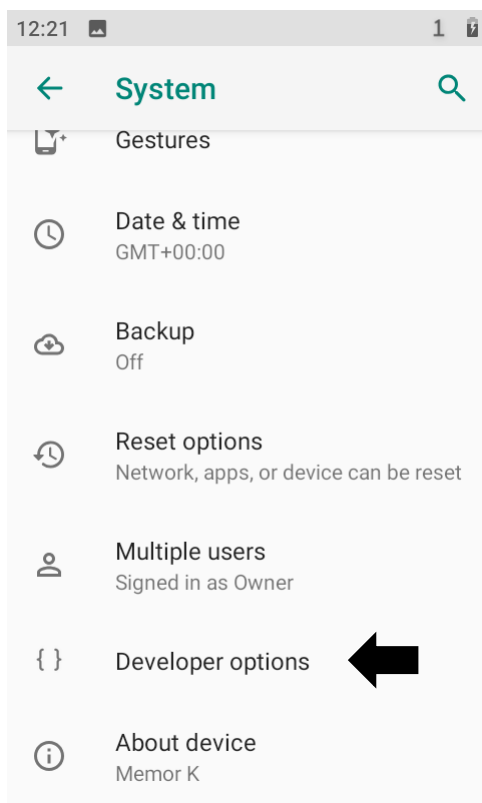 12:21 1
System
Gestures
Date & time
GMT+00:00
Backup
Off
Reset options
Network, apps, or device can be reset
Multiple users
Signed in as Owner
{ } Developer options
About device
Memor K